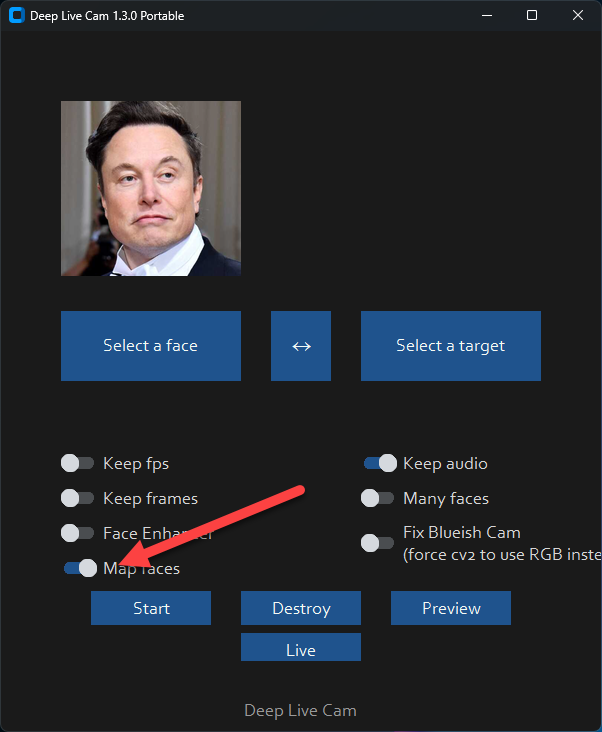 Deep Live Cam 1.3.0 Portable
Select a face
↔
Select a target
Keep fps
Keep audio
Keep frames
Many faces
Face Enhancer
Fix Blueish Cam
(force cv2 to use RGB inste
Map faces
Start
Destroy
Preview
Live
Deep Live Cam